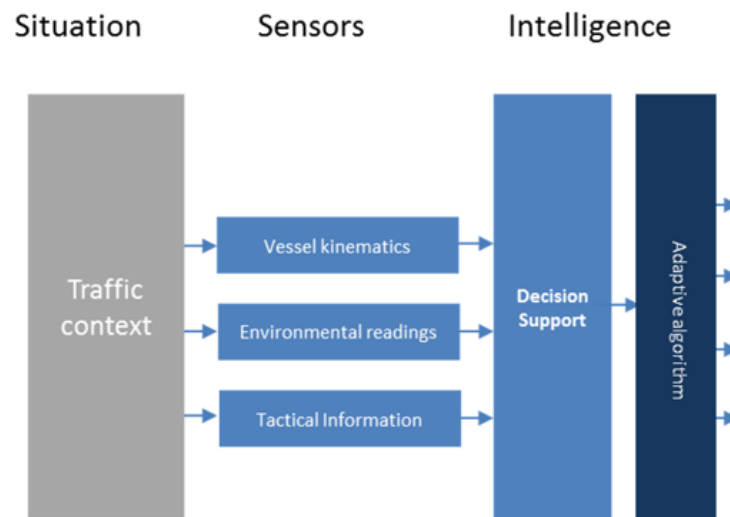 Situation
Sensors
Intelligence
Traffic
context
Vessel kinematics
Environmental readings
Tactical Information
Decision
Support
Adaptive algorithm